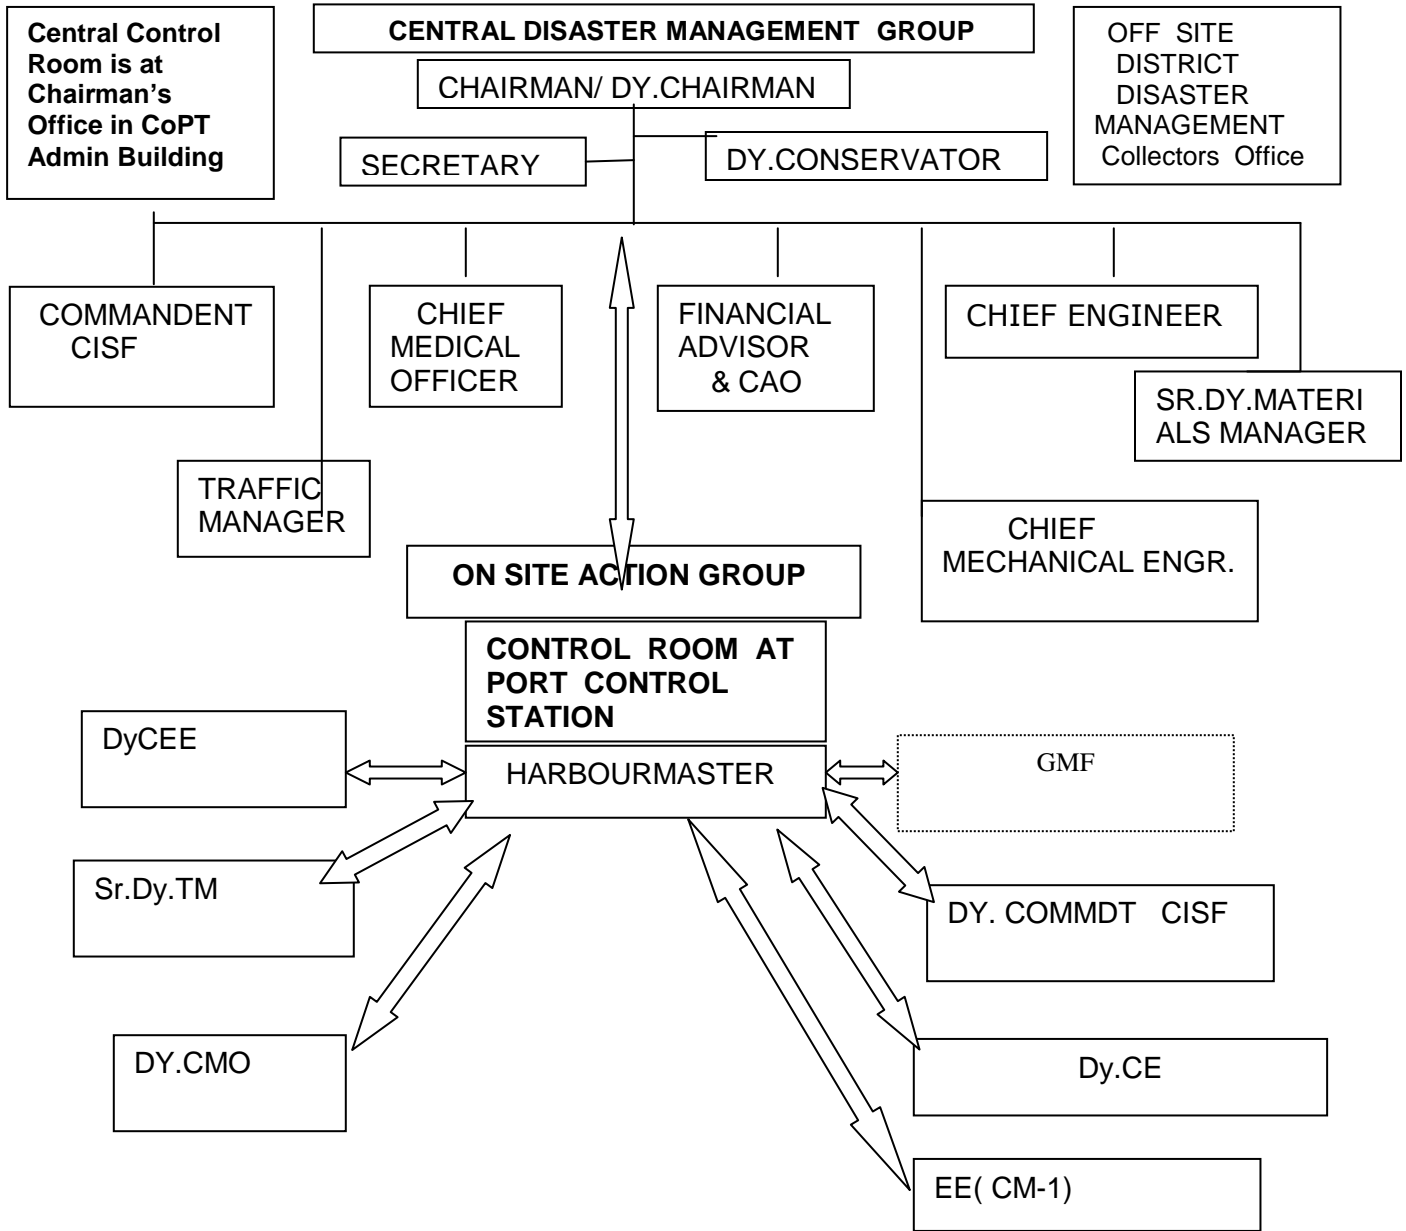 Central Control
Room is at
Chairman’s
Office in CoPT
Admin Building
CENTRAL DISASTER MANAGEMENT GROUP
CHAIRMAN/ DY.CHAIRMAN
SECRETARY
DY.CONSERVATOR
OFF SITE
DISTRICT
DISASTER
MANAGEMENT
Collectors Office
COMMANDENT
CISF
CHIEF
MEDICAL
OFFICER
FINANCIAL
ADVISOR
& CAO
CHIEF ENGINEER
SR.DY.MATERI
ALS MANAGER
TRAFFIC
MANAGER
CHIEF
MECHANICAL ENGR.
ON SITE ACTION GROUP
CONTROL ROOM AT
PORT CONTROL
STATION
HARBOURMASTER
DyCEE
GMF
Sr.Dy.TM
DY. COMMDT CISF
DY.CMO
Dy.CE
EE( CM-1)